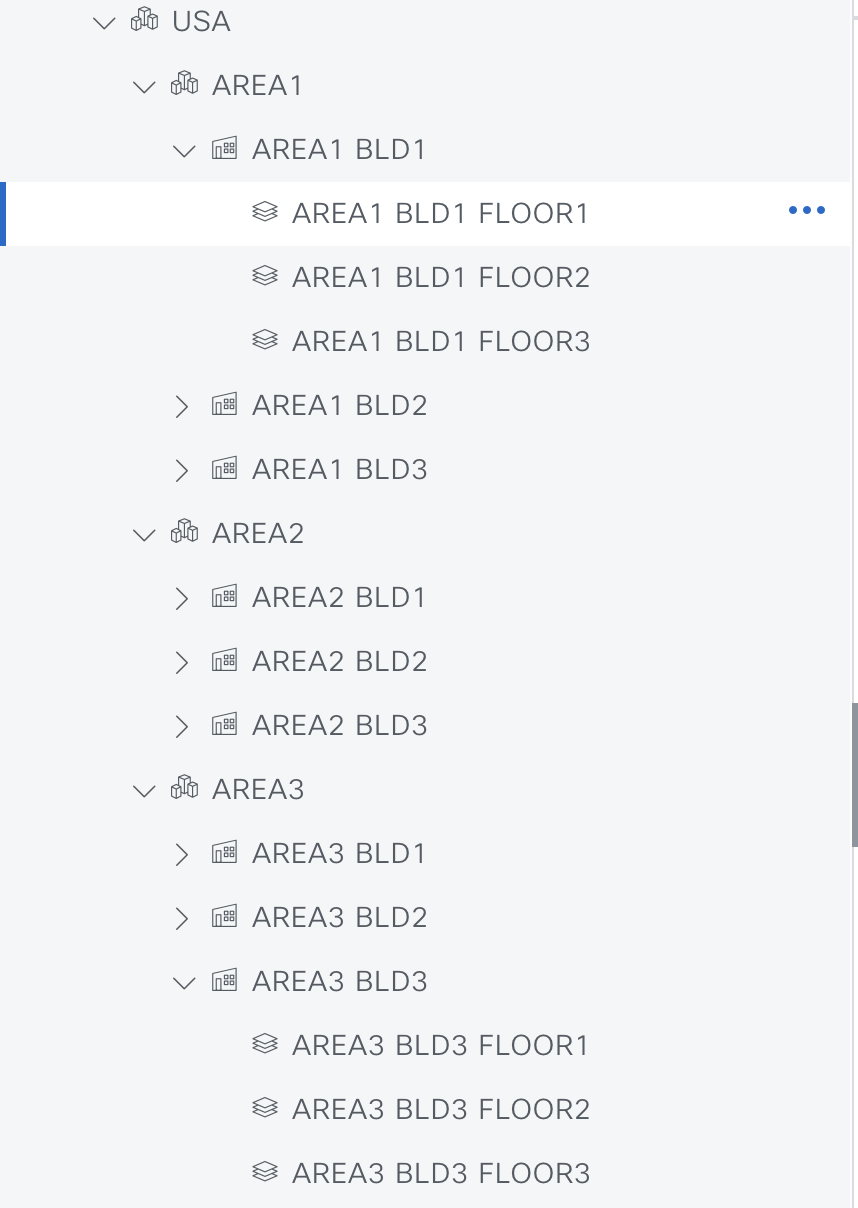 USA
AREA1
AREA1 BLD1
AREA1 BLD1 FLOOR1
AREA1 BLD1 FLOOR2
AREA1 BLD1 FLOOR3
AREA1 BLD2
AREA1 BLD3
AREA2
AREA2 BLD1
AREA2 BLD2
AREA2 BLD3
AREA3
AREA3 BLD1
AREA3 BLD2
AREA3 BLD3
AREA3 BLD3 FLOOR1
AREA3 BLD3 FLOOR2
AREA3 BLD3 FLOOR3